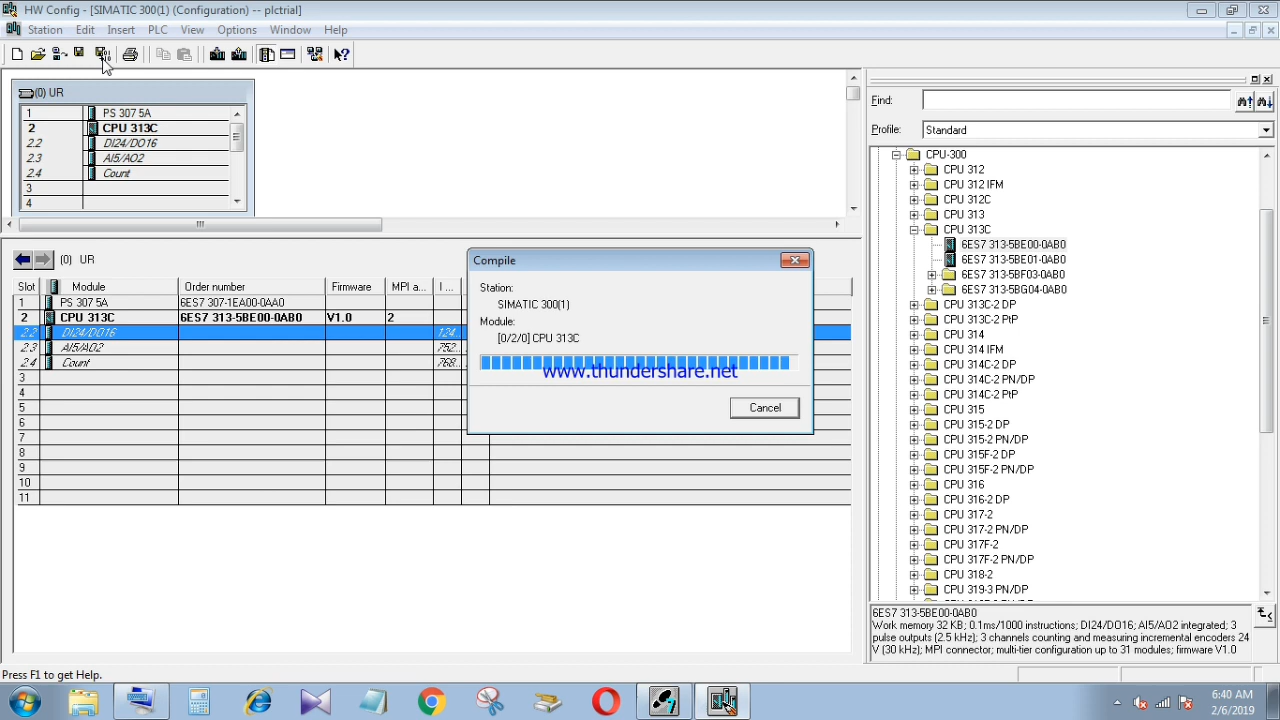 HW Config - [SIMATIC 300(1) (Configuration) -- plctrial]
Station Edit Insert PLC View Options Window Help
(0) UR
1 PS 307 5A
2 CPU 313C
2.2 DI24/DO16
2.3 AI5/AO2
2.4 Count
3
4
(0) UR
Slot Module Order number Firmware MPI a... I ...
1 PS 307 5A 6ES7 307-1EA00-0AA0
2 CPU 313C 6ES7 313-5BE00-0AB0 V1.0 2
2.2 DI24/DO16 124...
2.3 AI5/AO2 752...
2.4 Count 768...
3
4
5
6
7
8
9
10
11
Compile
Station:
SIMATIC 300(1)
Module:
[0/2/0] CPU 313C
www.thundershare.net
Cancel
Find:
Profile: Standard
CPU-300
CPU 312
CPU 312 IFM
CPU 312C
CPU 313
CPU 313C
6ES7 313-5BE00-0AB0
6ES7 313-5BE01-0AB0
6ES7 313-5BF03-0AB0
6ES7 313-5BG04-0AB0
CPU 313C-2 DP
CPU 313C-2 PtP
CPU 314
CPU 314 IFM
CPU 314C-2 DP
CPU 314C-2 PN/DP
CPU 314C-2 PtP
CPU 315
CPU 315-2 DP
CPU 315-2 PN/DP
CPU 315F-2 DP
CPU 315F-2 PN/DP
CPU 316
CPU 316-2 DP
CPU 317-2
CPU 317-2 PN/DP
CPU 317F-2
CPU 317F-2 PN/DP
CPU 318-2
CPU 319-3 PN/DP
6ES7 313-5BE00-0AB0
Work memory 32 KB; 0.1ms/1000 instructions; DI24/DO16; AI5/AO2 integrated; 3
pulse outputs (2.5 kHz); 3 channels counting and measuring incremental encoders 24
V (30 kHz); MPI connector; multi-tier configuration up to 31 modules; firmware V1.0
Press F1 to get Help.
6:40 AM
2/6/2019